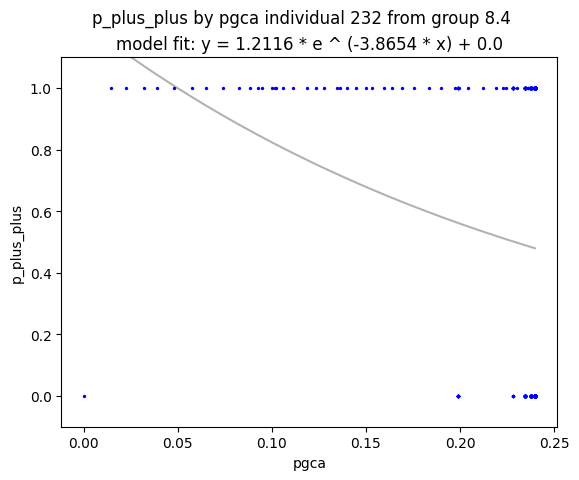 p_plus_plus by pgca individual 232 from group 8.4
model fit: y = 1.2116 * e ^ (-3.8654 * x) + 0.0
1.0
0.8
0.6
0.4
0.2
0.0
p_plus_plus
0.00 0.05 0.10 0.15 0.20 0.25
pgca